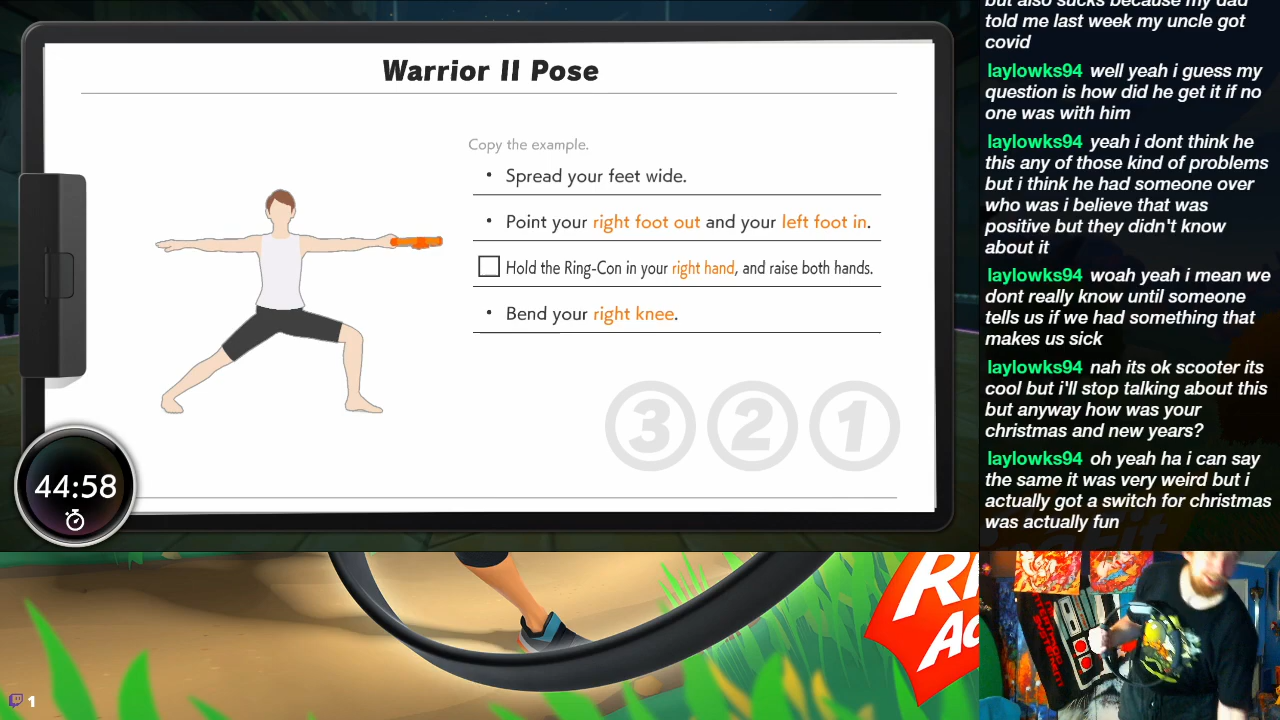 Warrior II Pose
Copy the example.
• Spread your feet wide.
• Point your right foot out and your left foot in.
Hold the Ring-Con in your right hand, and raise both hands.
• Bend your right knee.
3 2 1
44:58
but also sucks because my dad
told me last week my uncle got
covid
laylowks94 well yeah i guess my
question is how did he get it if no
one was with him
laylowks94 yeah i dont think he
this any of those kind of problems
but i think he had someone over
who was i believe that was
positive but they didn't know
about it
laylowks94 woah yeah i mean we
dont really know until someone
tells us if we had something that
makes us sick
laylowks94 nah its ok scooter its
cool but i'll stop talking about this
but anyway how was your
christmas and new years?
laylowks94 oh yeah ha i can say
the same it was very weird but i
actually got a switch for christmas
was actually fun
1